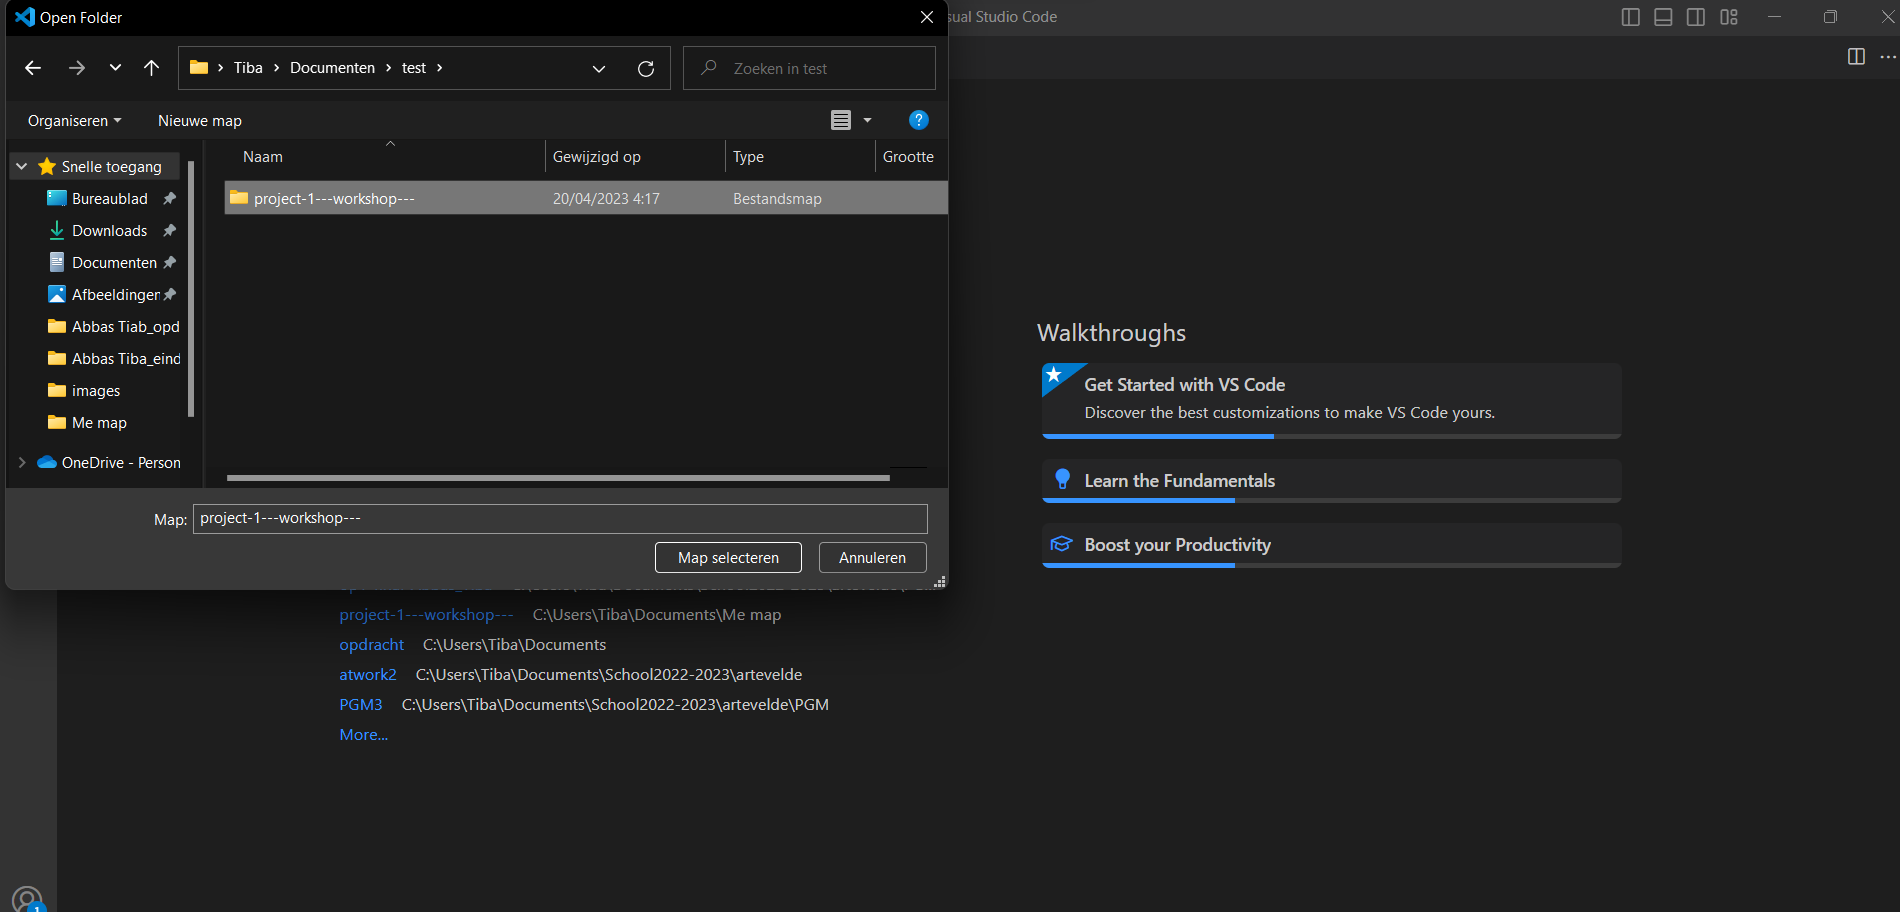 Open Folder
sual Studio Code
Tiba > Documenten > test >
Zoeken in test
Organiseren
Nieuwe map
?
Naam
Gewijzigd op
Type
Grootte
project-1---workshop---
20/04/2023 4:17
Bestandsmap
Snelle toegang
Bureaublad
Downloads
Documenten
Afbeeldingen
Abbas Tiab_opd
Abbas Tiba_eind
images
Me map
OneDrive - Person
Map:
project-1---workshop---
Map selecteren
Annuleren
Walkthroughs
Get Started with VS Code
Discover the best customizations to make VS Code yours.
Learn the Fundamentals
Boost your Productivity
project-1---workshop--- C:\Users\Tiba\Documents\Me map
opdracht C:\Users\Tiba\Documents
atwork2 C:\Users\Tiba\Documents\School2022-2023\artevelde
PGM3 C:\Users\Tiba\Documents\School2022-2023\artevelde\PGM
More...
1